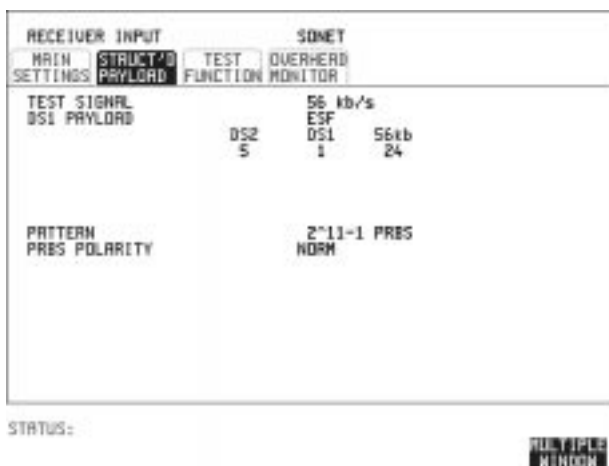 RECEIVER INPUT SONET
MAIN SETTINGS STRUCT'D PAYLOAD TEST FUNCTION OVERHEAD MONITOR
TEST SIGNAL 56 kb/s
DS1 PAYLOAD ESF
DS2 DS1 56kb
5 1 24
PATTERN 2^11-1 PRBS
PRBS POLARITY NORM
STATUS:
MULTIPLE
WINDOW